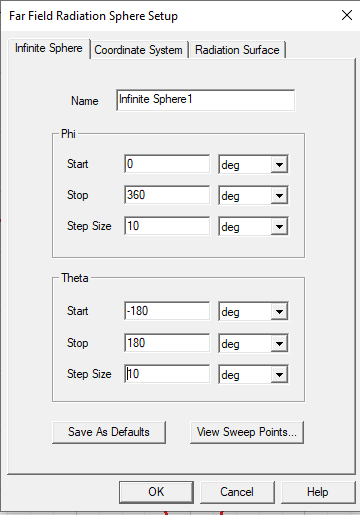 Far Field Radiation Sphere Setup
Infinite Sphere Coordinate System Radiation Surface
Name Infinite Sphere1
Phi
Start 0 deg
Stop 360 deg
Step Size 10 deg
Theta
Start -180 deg
Stop 180 deg
Step Size 10 deg
Save As Defaults View Sweep Points...
OK Cancel Help